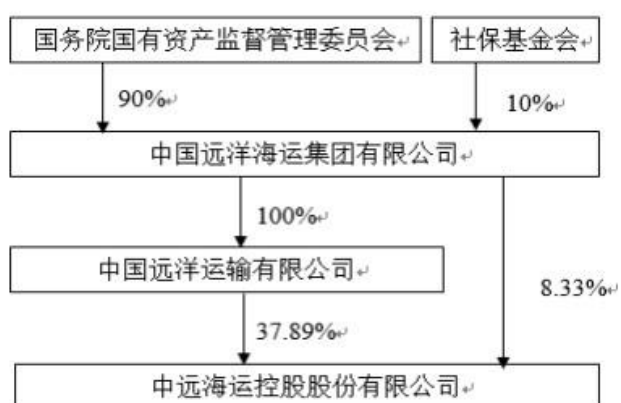 国务院国有资产监督管理委员会
社保基金会
90%
10%
中国远洋海运集团有限公司
100%
中国远洋运输有限公司
8.33%
37.89%
中远海运控股股份有限公司